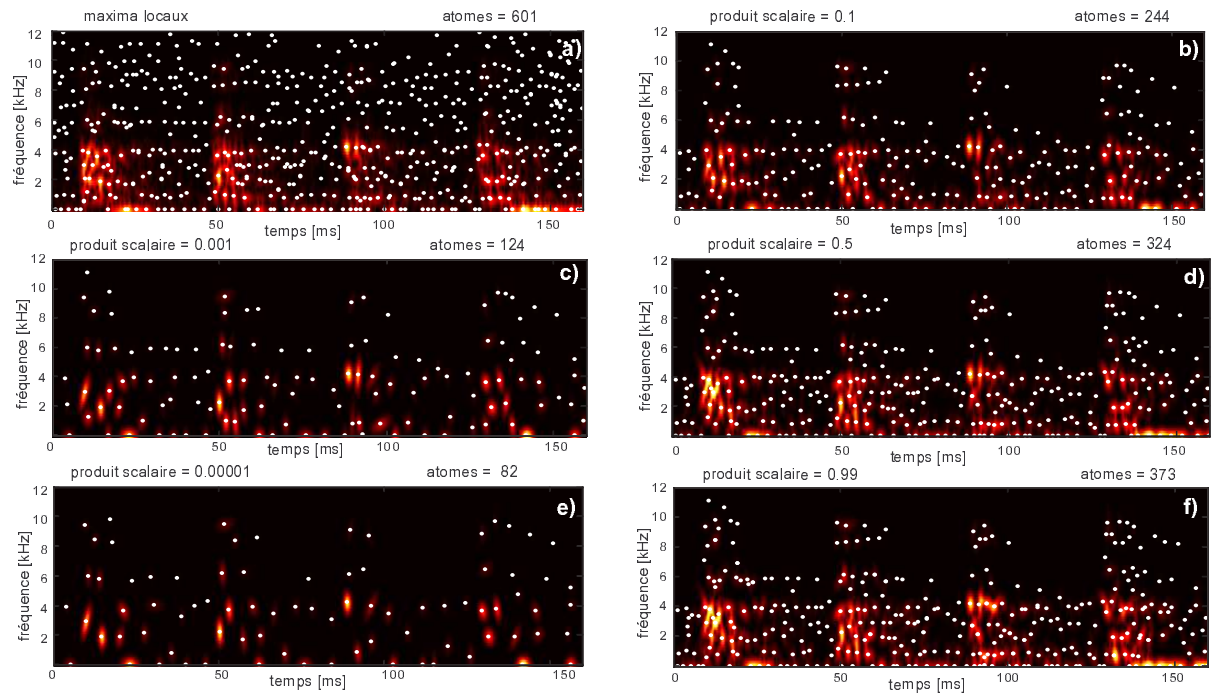 maxima locaux atomes = 601
a)
fréquence [kHz]
12
10
8
6
4
2
0 50 100 150
temps [ms]
produit scalaire = 0.1 atomes = 244
b)
fréquence [kHz]
12
10
8
6
4
2
0 50 100 150
temps [ms]
produit scalaire = 0.001 atomes = 124
c)
fréquence [kHz]
12
10
8
6
4
2
0 50 100 150
temps [ms]
produit scalaire = 0.5 atomes = 324
d)
fréquence [kHz]
12
10
8
6
4
2
0 50 100 150
temps [ms]
produit scalaire = 0.00001 atomes = 82
e)
fréquence [kHz]
12
10
8
6
4
2
0 50 100 150
temps [ms]
produit scalaire = 0.99 atomes = 373
f)
fréquence [kHz]
12
10
8
6
4
2
0 50 100 150
temps [ms]